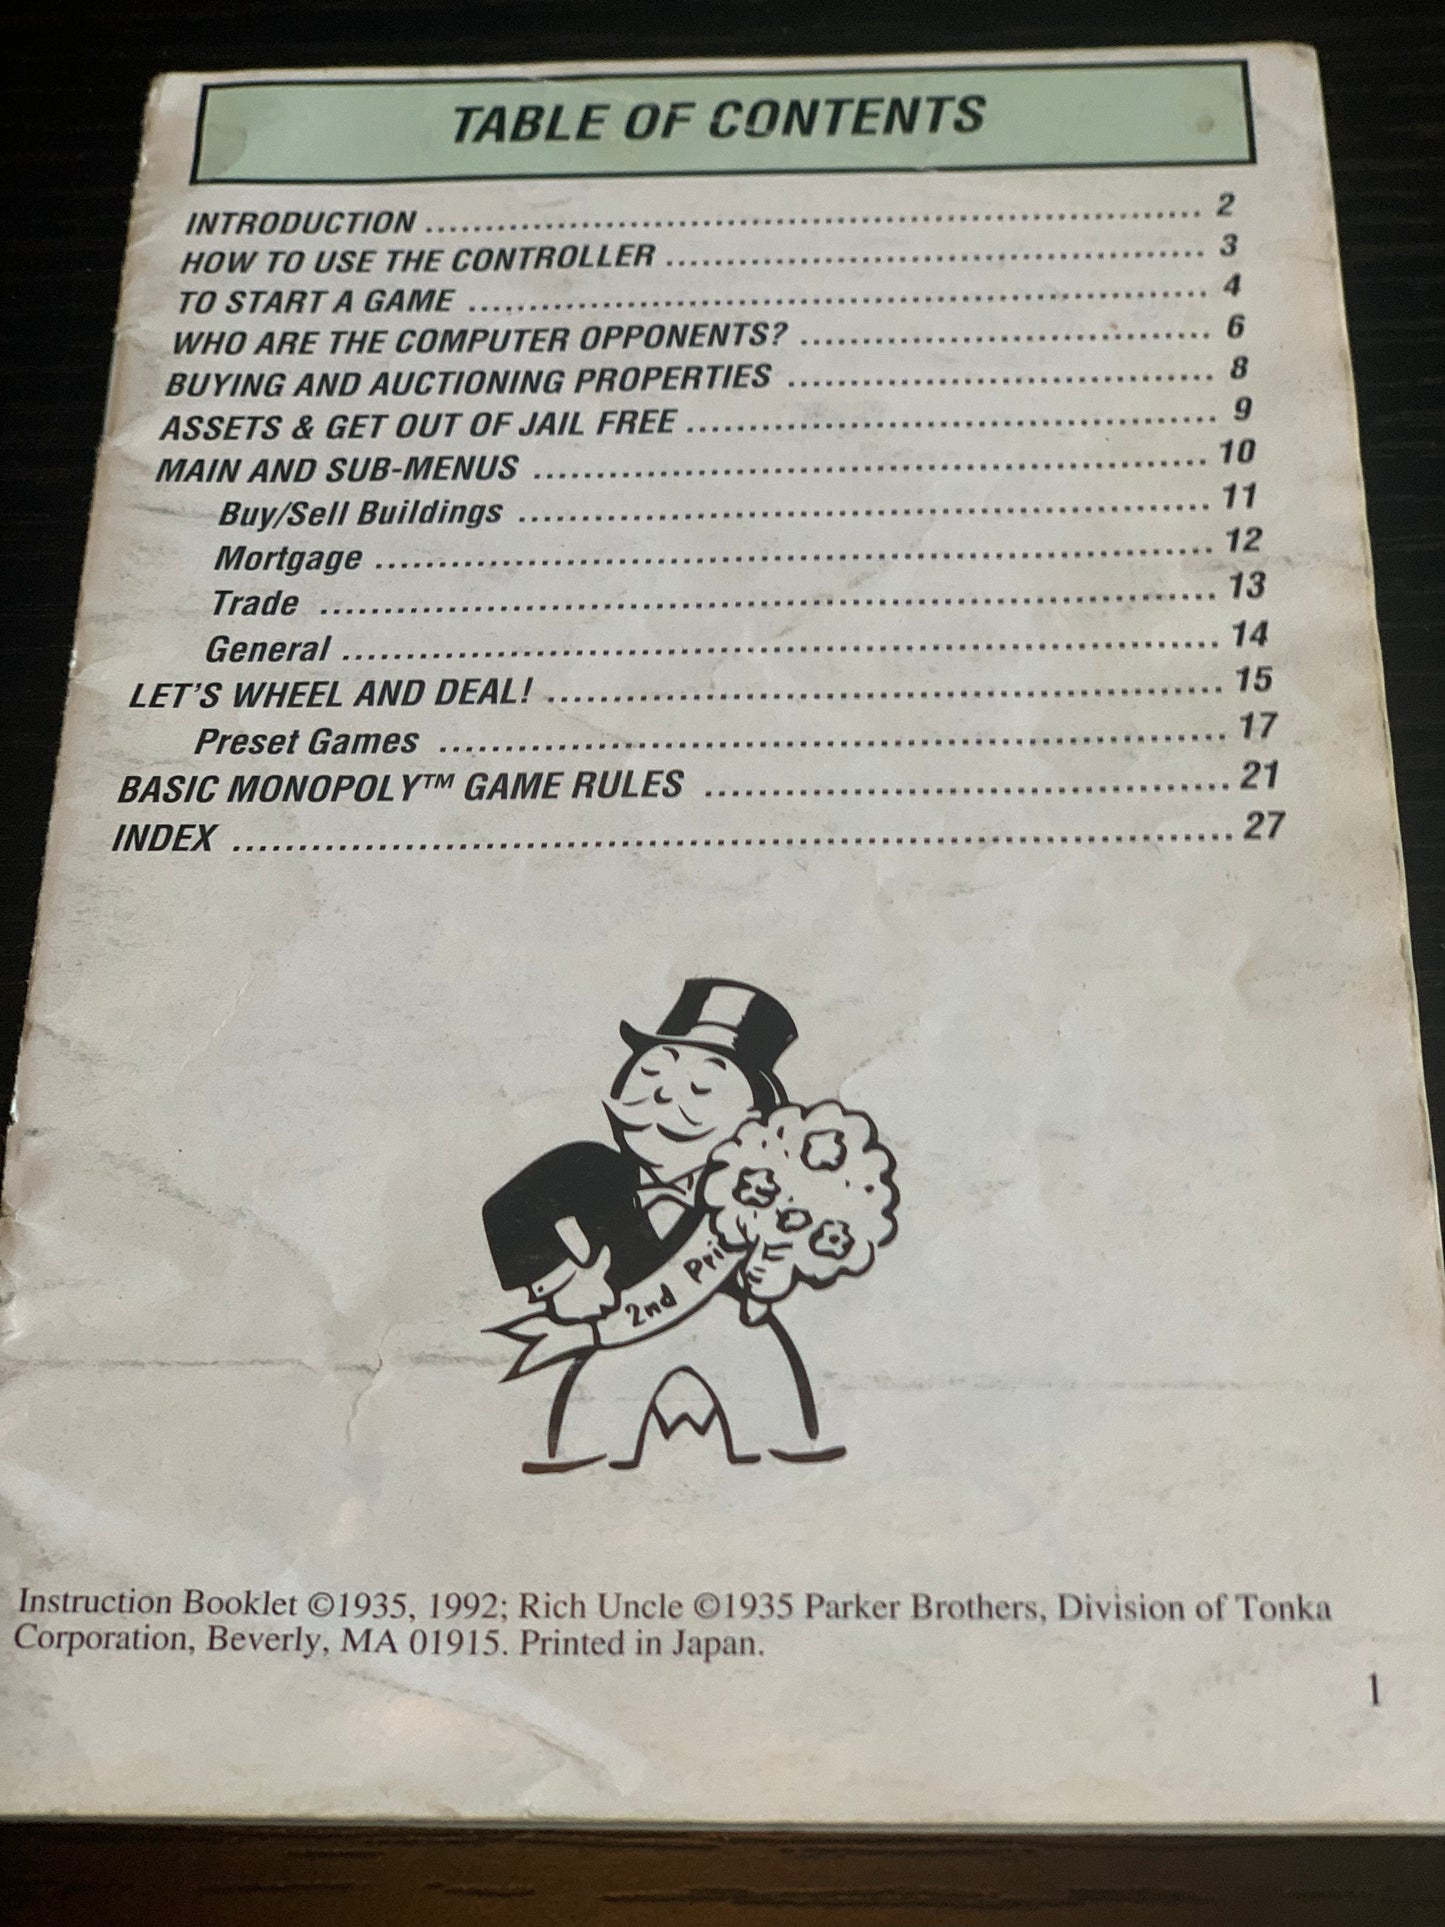 TABLE OF CONTENTS
INTRODUCTION ........................................ 2
HOW TO USE THE CONTROLLER ........................................ 3
TO START A GAME ........................................ 4
WHO ARE THE COMPUTER OPPONENTS? ........................................ 6
BUYING AND AUCTIONING PROPERTIES ........................................ 8
ASSETS & GET OUT OF JAIL FREE ........................................ 9
MAIN AND SUB-MENUS ........................................ 10
Buy/Sell Buildings ........................................ 11
Mortgage ........................................ 12
Trade ........................................ 13
General ........................................ 14
LET'S WHEEL AND DEAL! ........................................ 15
Preset Games ........................................ 17
BASIC MONOPOLY™ GAME RULES ........................................ 21
INDEX ........................................ 27
2nd Pri
Instruction Booklet ©1935, 1992; Rich Uncle ©1935 Parker Brothers, Division of Tonka
Corporation, Beverly, MA 01915. Printed in Japan.
1